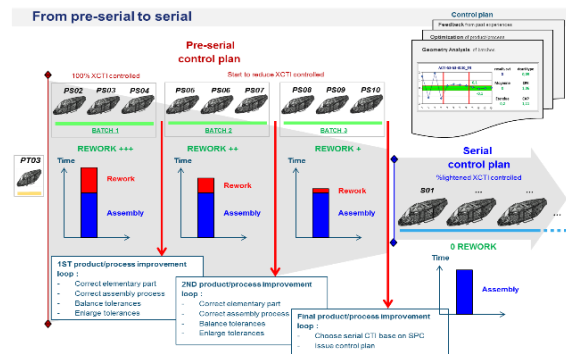 From pre-serial to serial
Control plan
Feedback from past experiences
Optimization of product/process
Geometry Analysis of batches
Pre-serial
control plan
100% XCTI controlled
Start to reduce XCTI controlled
PS02 PS03 PS04
PS05 PS06 PS07
PS08 PS09 PS10
BATCH 1
BATCH 2
BATCH 3
REWORK +++
REWORK ++
REWORK +
PT03
Time
Rework
Assembly
Time
Rework
Assembly
Time
Rework
Assembly
Serial
control plan
%lightened XCTI controlled
S01 ... ...
0 REWORK
Time
Assembly
1ST product/process improvement
loop :
- Correct elementary part
- Correct assembly process
- Balance tolerances
- Enlarge tolerances
2ND product/process improvement
loop :
- Correct elementary part
- Correct assembly process
- Balance tolerances
- Enlarge tolerances
Final product/process improvement
loop :
- Choose serial CTI base on SPC
- Issue control plan